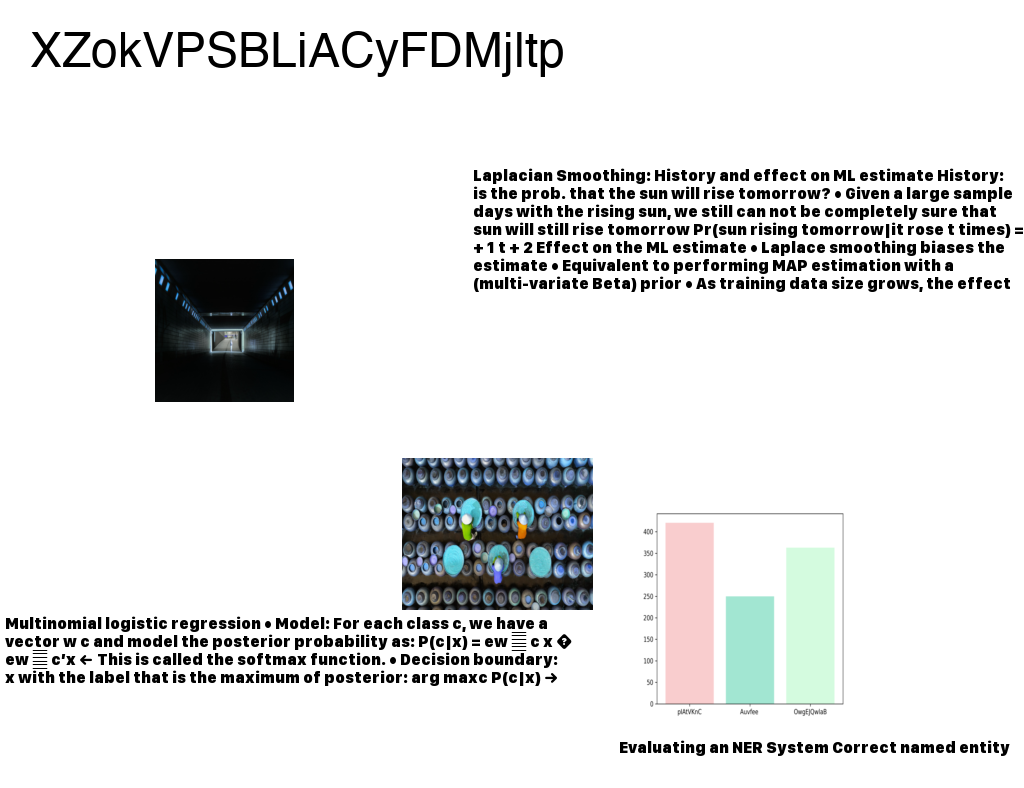 XZokVPSBLiACyFDMjltp
Laplacian Smoothing: History and effect on ML estimate History:
is the prob. that the sun will rise tomorrow? • Given a large sample
days with the rising sun, we still can not be completely sure that
sun will still rise tomorrow Pr(sun rising tomorrow|it rose t times) =
+ 1 t + 2 Effect on the ML estimate • Laplace smoothing biases the
estimate • Equivalent to performing MAP estimation with a
(multi-variate Beta) prior • As training data size grows, the effect
Multinomial logistic regression • Model: For each class c, we have a
vector w c and model the posterior probability as: P(c|x) = ew c x �
ew c'x ← This is called the softmax function. • Decision boundary:
x with the label that is the maximum of posterior: arg maxc P(c|x) →
400
350
300
250
200
150
100
50
0
Auvfee
Evaluating an NER System Correct named entity